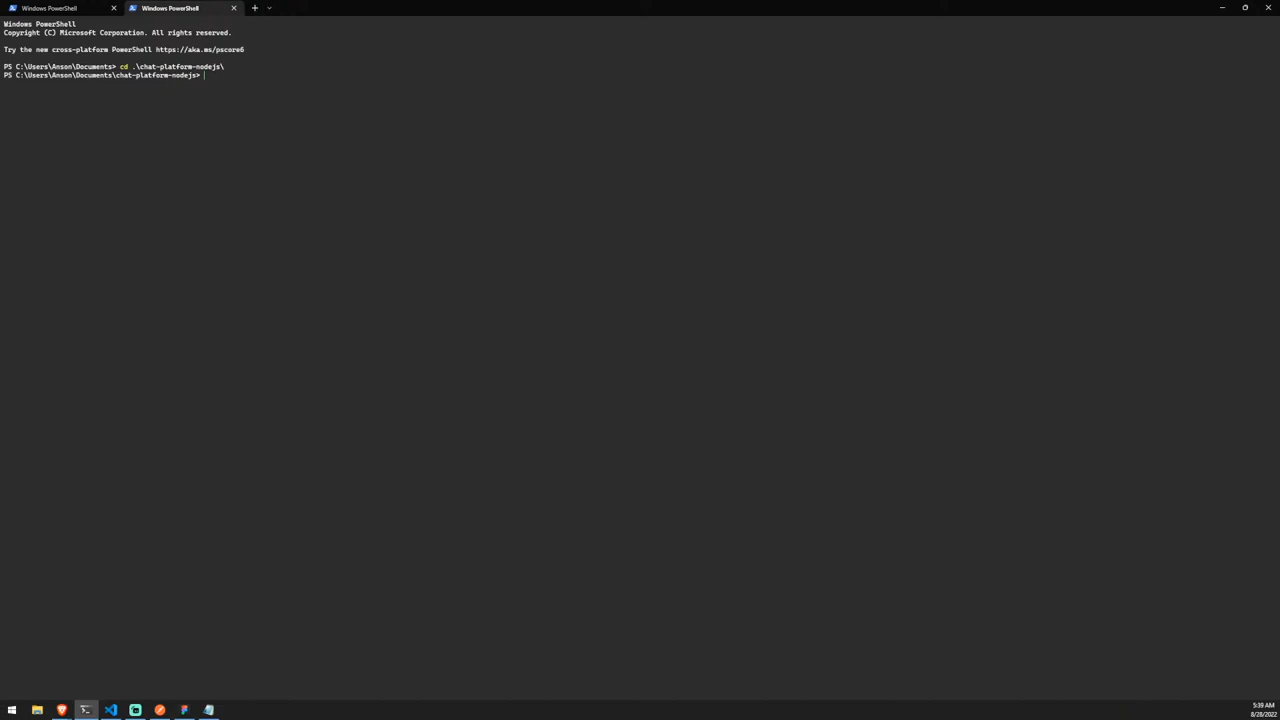 Windows PowerShell
Windows PowerShell
Windows PowerShell
Copyright (C) Microsoft Corporation. All rights reserved.
Try the new cross-platform PowerShell https://aka.ms/pscore6
PS C:\Users\Anson\Documents> cd .\chat-platform-nodejs\
PS C:\Users\Anson\Documents\chat-platform-nodejs>
5:39 AM
8/28/2022